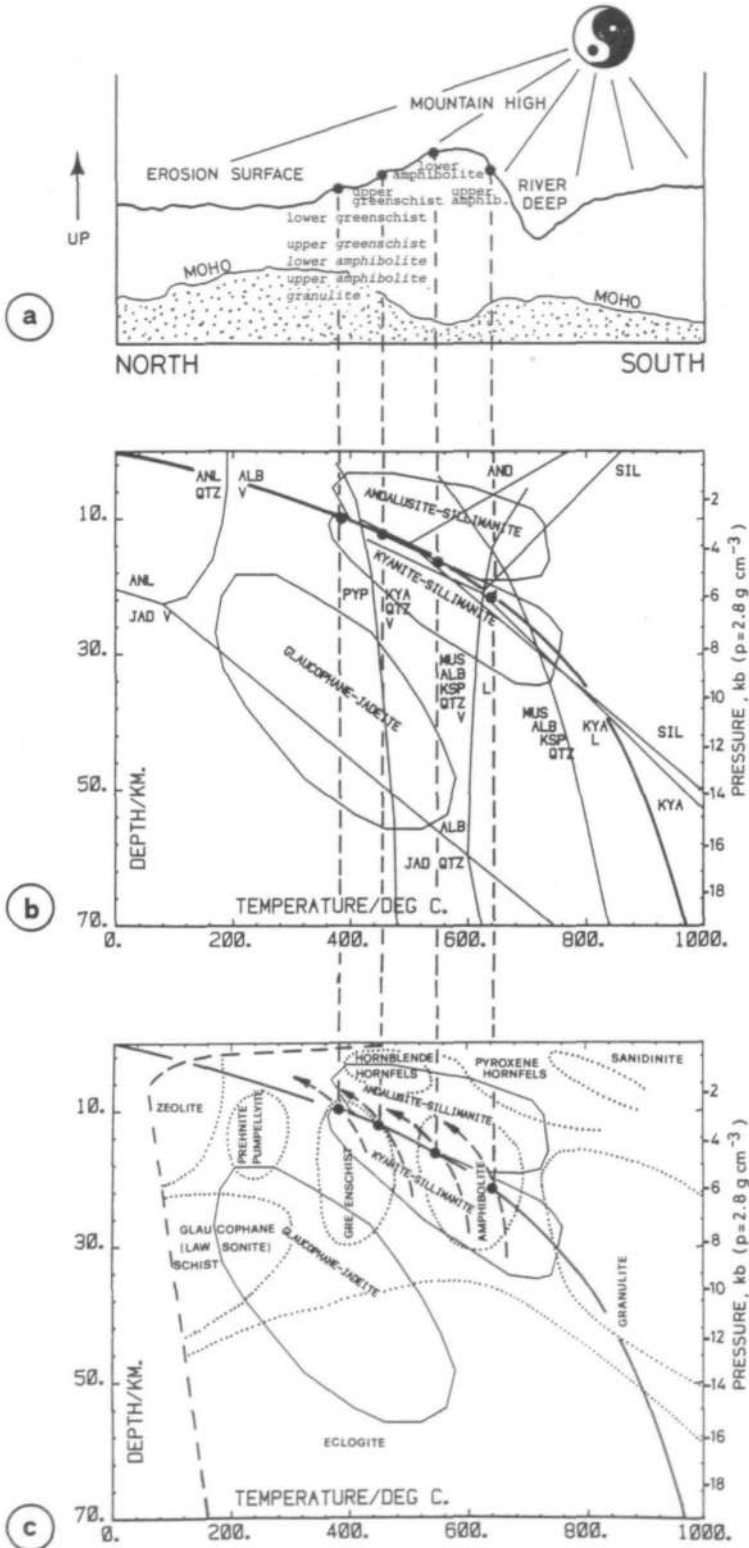 MOUNTAIN HIGH
EROSION SURFACE
lower
amphibolite
upper upper
greenschist amphib.
lower greenschist
RIVER
DEEP
UP
upper greenschist
lower amphibolite
upper amphibolite
granulite
MOHO
MOHO
a
NORTH SOUTH
ANL ALB
QTZ V
AND
SIL
ANDALUSITE-SILLIMANITE
KYANITE-SILLIMANITE
ANL
JAD V
PYP KYA
QTZ
V
GLAUCOPHANE-JADEITE
MUS
ALB
KSP L
QTZ
V
MUS KYA
ALB L
KSP
QTZ
SIL
KYA
ALB
JAD QTZ
10.
30.
50.
70.
DEPTH/KM.
TEMPERATURE/DEG C.
0. 200. 400. 600. 800. 1000.
2
4
6
8
10
12
14
16
18
PRESSURE, kb (p=2.8 g cm-3)
b
HORNBLENDE
HORNFELS
PYROXENE
HORNFELS
SANIDINITE
ZEOLITE
PREHNITE
PUMPELLYITE
ANDALUSITE-SILLIMANITE
GREENSCHIST
KYANITE-SILLIMANITE
AMPHIBOLITE
GLAUCOPHANE
(LAWSONITE)
SCHIST
GLAUCOPHANE-JADEITE
GRANULITE
ECLOGITE
10.
30.
50.
70.
DEPTH/KM.
TEMPERATURE/DEG C.
0. 200. 400. 600. 800. 1000.
2
4
6
8
10
12
14
16
18
PRESSURE, kb (p=2.8 g cm-3)
c